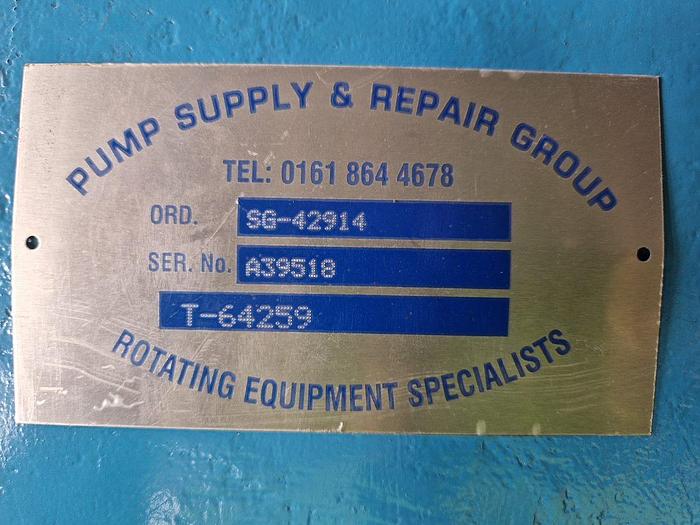 PUMP SUPPLY & REPAIR GROUP
TEL: 0161 864 4678
ORD. SG-42914
SER. No. A39518
T-64259
ROTATING EQUIPMENT SPECIALISTS